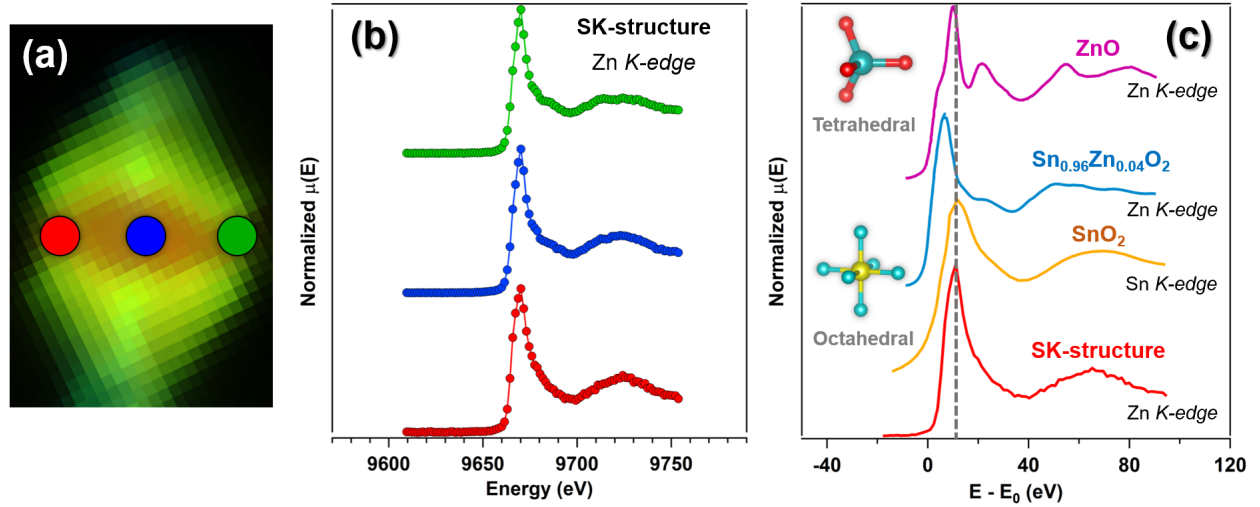 (a)
(b)
SK-structure
Zn K-edge
Normalized μ(E)
9600
9650
9700
9750
Energy (eV)
(c)
ZnO
Zn K-edge
Tetrahedral
Sn0.96Zn0.04O2
Zn K-edge
SnO2
Sn K-edge
Octahedral
SK-structure
Zn K-edge
Normalized μ(E)
-40
0
40
80
120
E - E0 (eV)